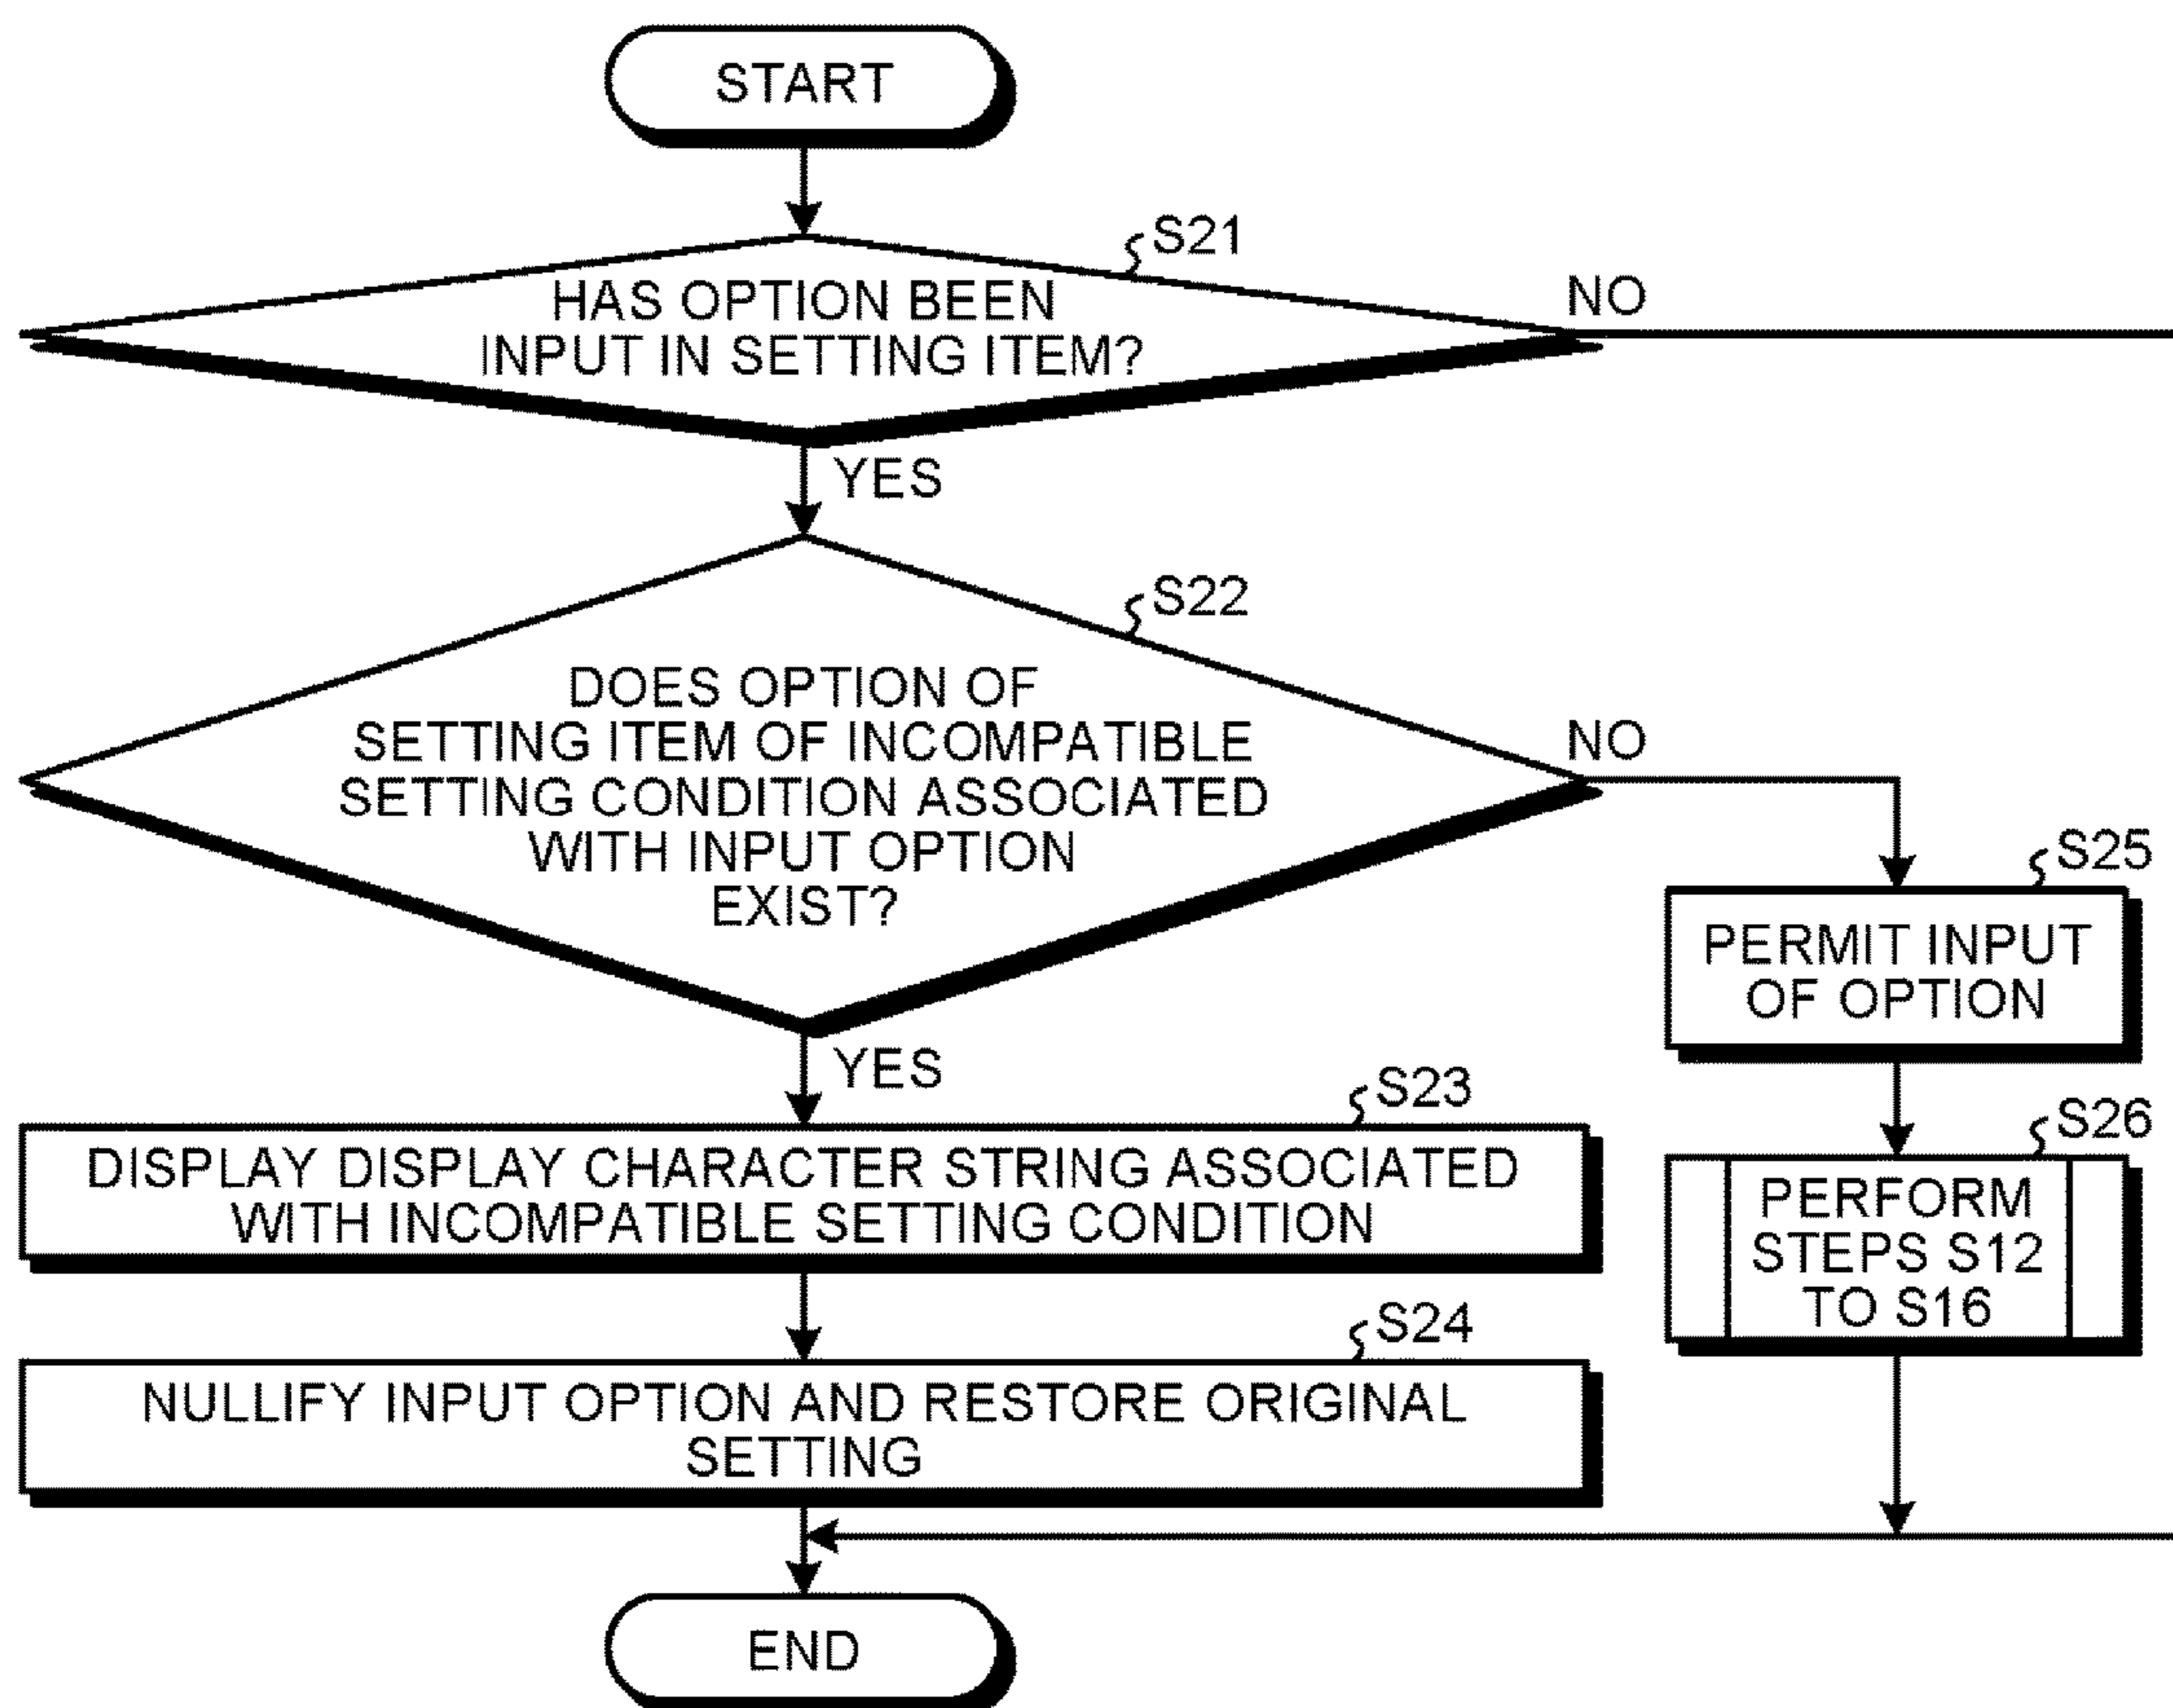 START
S21
HAS OPTION BEEN
INPUT IN SETTING ITEM?
NO
YES
S22
DOES OPTION OF
SETTING ITEM OF INCOMPATIBLE
SETTING CONDITION ASSOCIATED
WITH INPUT OPTION
EXIST?
NO
YES
S25
PERMIT INPUT
OF OPTION
S23
DISPLAY DISPLAY CHARACTER STRING ASSOCIATED
WITH INCOMPATIBLE SETTING CONDITION
S26
PERFORM
STEPS S12
TO S16
S24
NULLIFY INPUT OPTION AND RESTORE ORIGINAL
SETTING
END